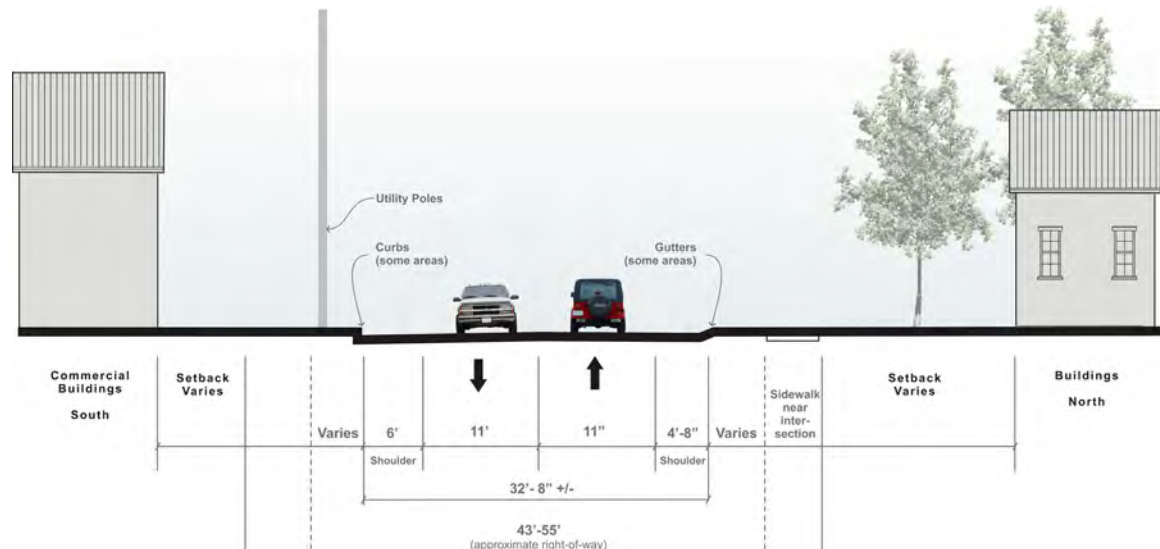 Utility Poles
Curbs
(some areas)
Gutters
(some areas)
Commercial
Buildings
South
Setback
Varies
Varies
6'
Shoulder
11'
11”
4'-8”
Shoulder
Varies
Sidewalk
near
inter-
section
Setback
Varies
Buildings
North
32'- 8” +/-
43'-55'
(approximate right-of-way)